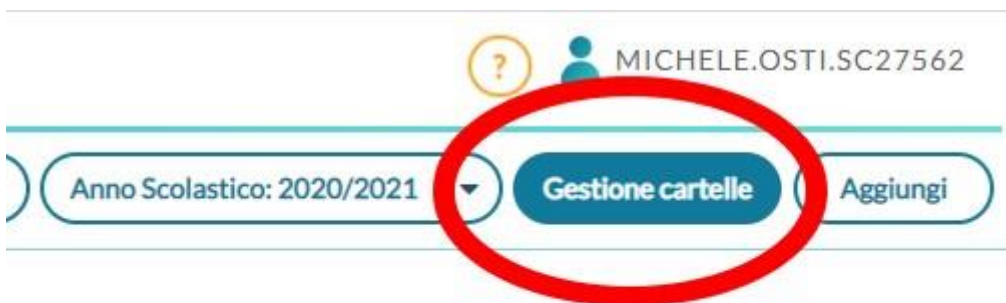 ? MICHELE.OSTI.SC27562
Anno Scolastico: 2020/2021 Gestione cartelle Aggiungi